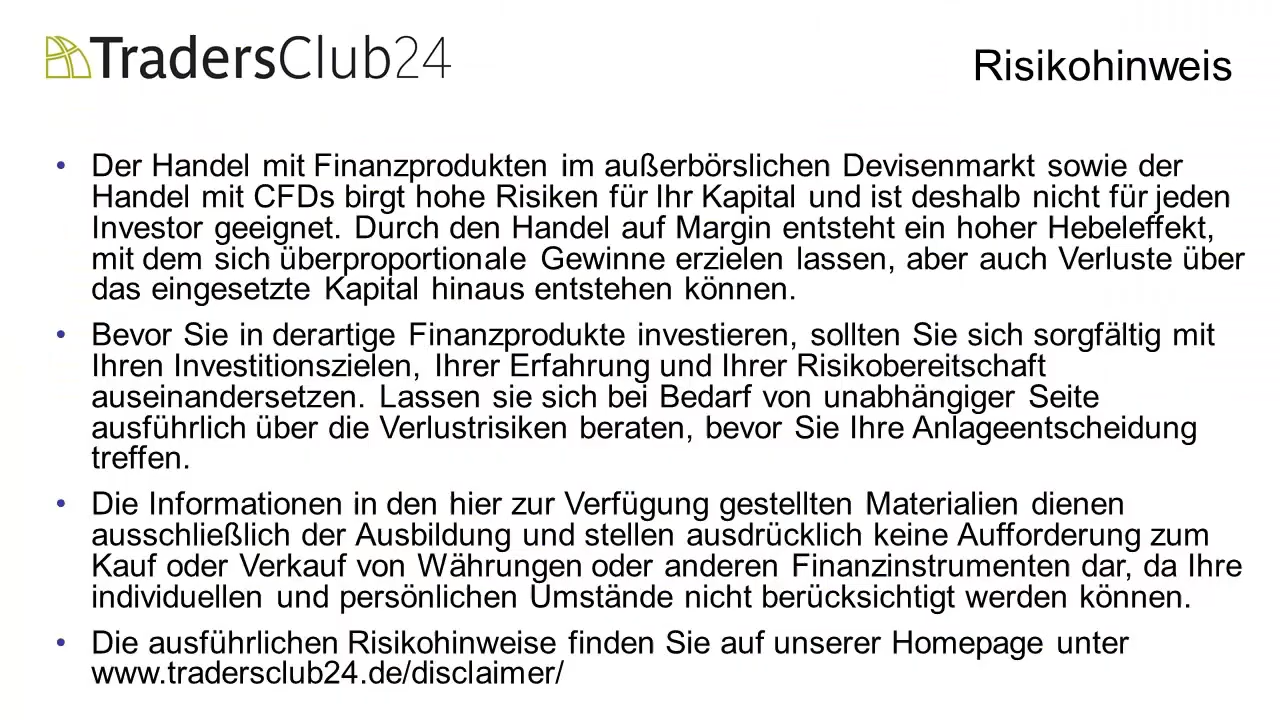 TradersClub24
Risikohinweis
• Der Handel mit Finanzprodukten im außerbörslichen Devisenmarkt sowie der
Handel mit CFDs birgt hohe Risiken für Ihr Kapital und ist deshalb nicht für jeden
Investor geeignet. Durch den Handel auf Margin entsteht ein hoher Hebeleffekt,
mit dem sich überproportionale Gewinne erzielen lassen, aber auch Verluste über
das eingesetzte Kapital hinaus entstehen können.
• Bevor Sie in derartige Finanzprodukte investieren, sollten Sie sich sorgfältig mit
Ihren Investitionszielen, Ihrer Erfahrung und Ihrer Risikobereitschaft
auseinandersetzen. Lassen sie sich bei Bedarf von unabhängiger Seite
ausführlich über die Verlustrisiken beraten, bevor Sie Ihre Anlageentscheidung
treffen.
• Die Informationen in den hier zur Verfügung gestellten Materialien dienen
ausschließlich der Ausbildung und stellen ausdrücklich keine Aufforderung zum
Kauf oder Verkauf von Währungen oder anderen Finanzinstrumenten dar, da Ihre
individuellen und persönlichen Umstände nicht berücksichtigt werden können.
• Die ausführlichen Risikohinweise finden Sie auf unserer Homepage unter
www.tradersclub24.de/disclaimer/